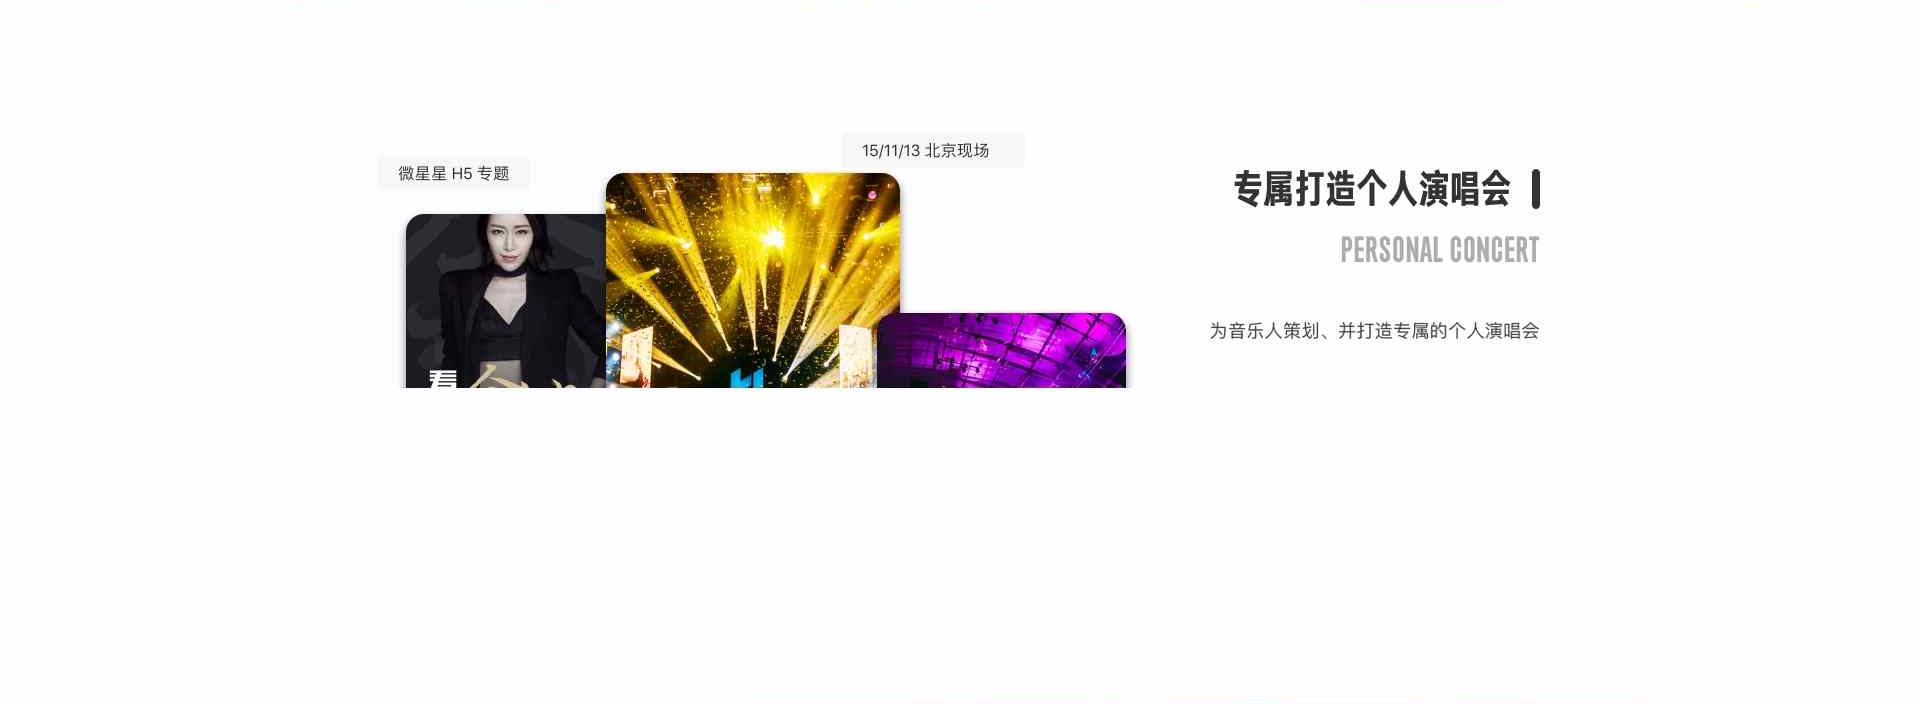 15/11/13 北京现场
微星星 H5 专题
专属打造个人演唱会
PERSONAL CONCERT
为音乐人策划、并打造专属的个人演唱会
看